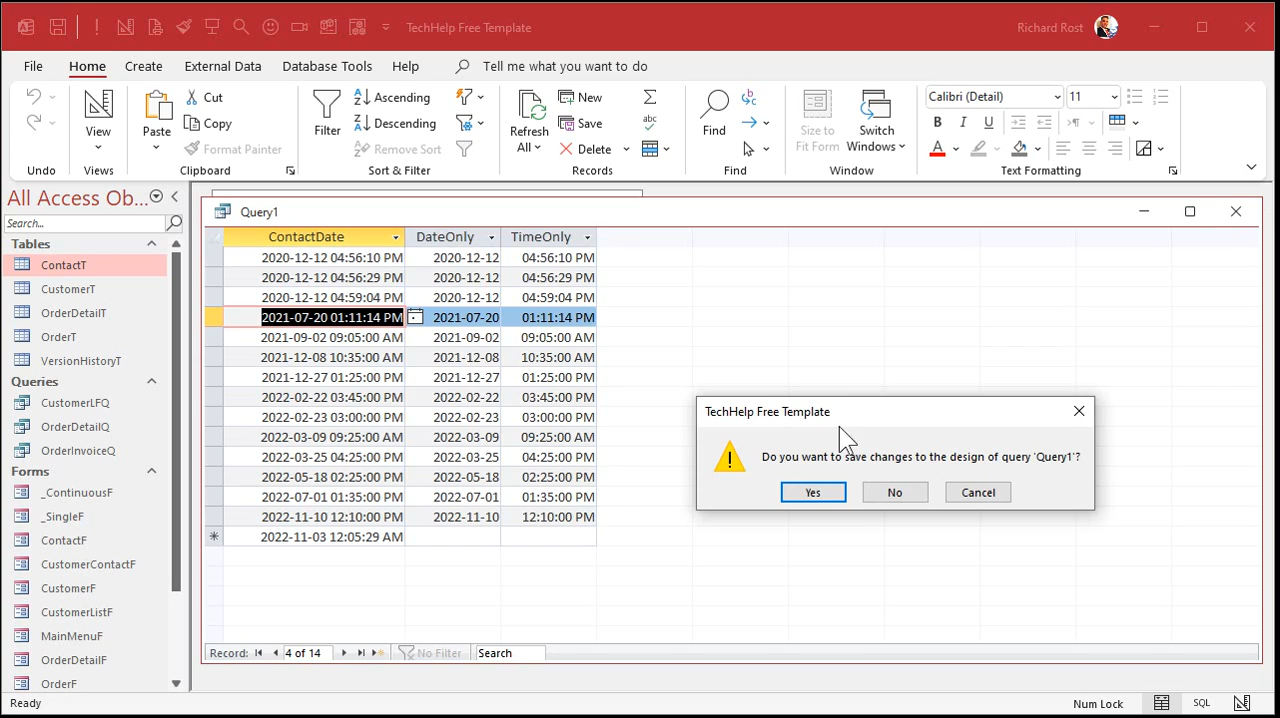 TechHelp Free Template
Richard Rost
File Home Create External Data Database Tools Help Tell me what you want to do
Undo
View
Views
Paste
Cut
Copy
Format Painter
Clipboard
Filter
Ascending
Descending
Remove Sort
Sort & Filter
Refresh All
New
Save
Delete
Records
Find
Find
Size to Fit Form
Switch Windows
Window
Calibri (Detail) 11
B I U
A
Text Formatting
All Access Ob...
Search...
Tables
ContactT
CustomerT
OrderDetailT
OrderT
VersionHistoryT
Queries
CustomerLFQ
OrderDetailQ
OrderInvoiceQ
Forms
_ContinuousF
_SingleF
ContactF
CustomerContactF
CustomerF
CustomerListF
MainMenuF
OrderDetailF
OrderF
Query1
ContactDate DateOnly TimeOnly
2020-12-12 04:56:10 PM 2020-12-12 04:56:10 PM
2020-12-12 04:56:29 PM 2020-12-12 04:56:29 PM
2020-12-12 04:59:04 PM 2020-12-12 04:59:04 PM
2021-07-20 01:11:14 PM 2021-07-20 01:11:14 PM
2021-09-02 09:05:00 AM 2021-09-02 09:05:00 AM
2021-12-08 10:35:00 AM 2021-12-08 10:35:00 AM
2021-12-27 01:25:00 PM 2021-12-27 01:25:00 PM
2022-02-22 03:45:00 PM 2022-02-22 03:45:00 PM
2022-02-23 03:00:00 PM 2022-02-23 03:00:00 PM
2022-03-09 09:25:00 AM 2022-03-09 09:25:00 AM
2022-03-25 04:25:00 PM 2022-03-25 04:25:00 PM
2022-05-18 02:25:00 PM 2022-05-18 02:25:00 PM
2022-07-01 01:35:00 PM 2022-07-01 01:35:00 PM
2022-11-10 12:10:00 PM 2022-11-10 12:10:00 PM
2022-11-03 12:05:29 AM
Record: 4 of 14 No Filter Search
TechHelp Free Template
Do you want to save changes to the design of query 'Query1'?
Yes No Cancel
Ready
Num Lock SQL